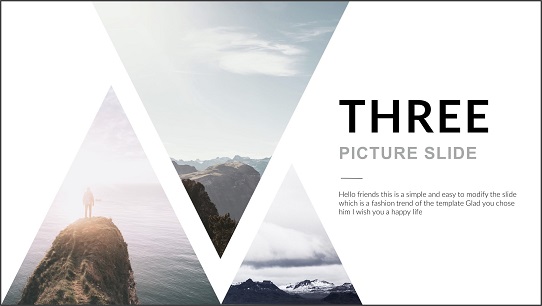 THREE
PICTURE SLIDE
Hello friends this is a simple and easy to modify the slide
which is a fashion trend of the template Glad you chose
him I wish you a happy life